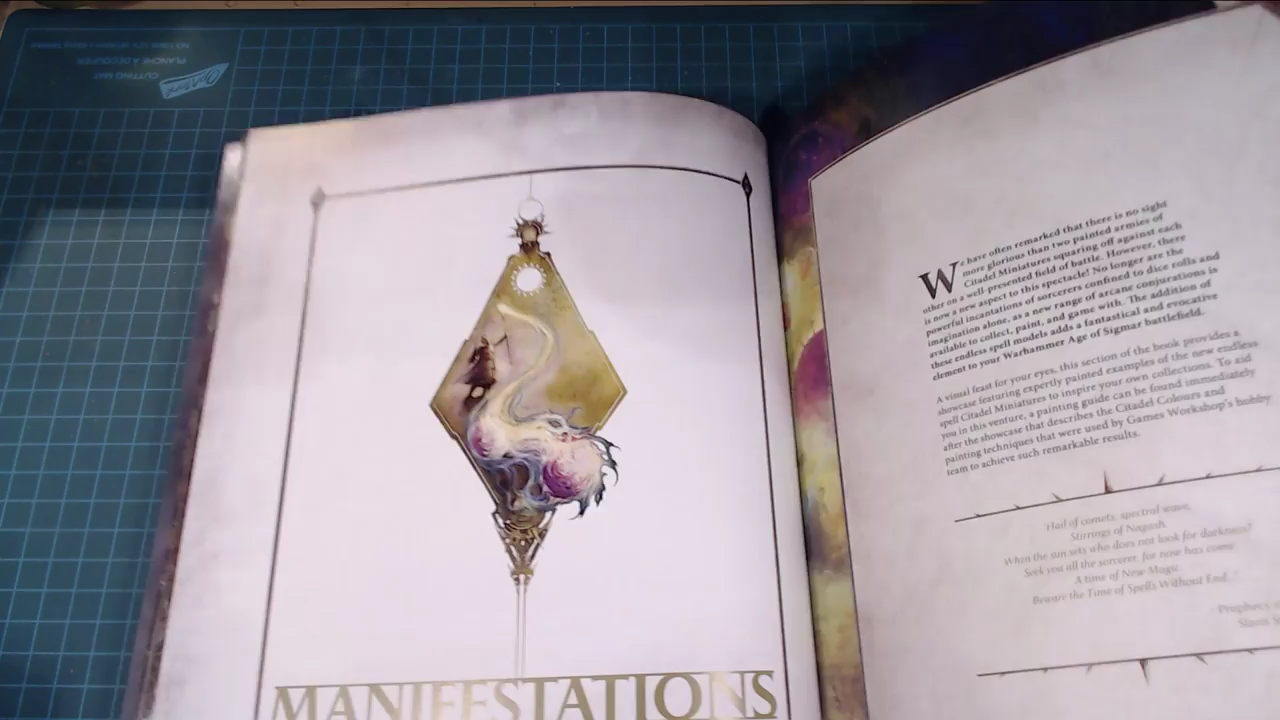 CUTTING MAT
PLANCHE À DÉCOUPER
MANIFESTATIONS
We have often remarked that there is no sight
more glorious than two painted armies of
Citadel Miniatures squaring off against each
other on a well-presented field of battle. However, there
is now a new aspect to this spectacle! No longer are the
powerful incantations of sorcerers confined to dice rolls and
imagination alone, as a new range of arcane conjurations is
available to collect, paint, and game with. The addition of
these endless spell models adds a fantastical and evocative
element to your Warhammer Age of Sigmar battlefield.
A visual feast for your eyes, this section of the book provides a
showcase featuring expertly painted examples of the new endless
spell Citadel Miniatures to inspire your own collections. To aid
you in this venture, a painting guide can be found immediately
after the showcase that describes the Citadel Colours and
painting techniques that were used by Games Workshop's hobby
team to achieve such remarkable results.
'Hail of comets, spectral wave,
Stirrings of Nagash.
When the sun sets who does not look for darkness?
Seek you all the sorcerer, for now has come
A time of New Magic.
Beware the Time of Spells Without End...'
- Prophecy